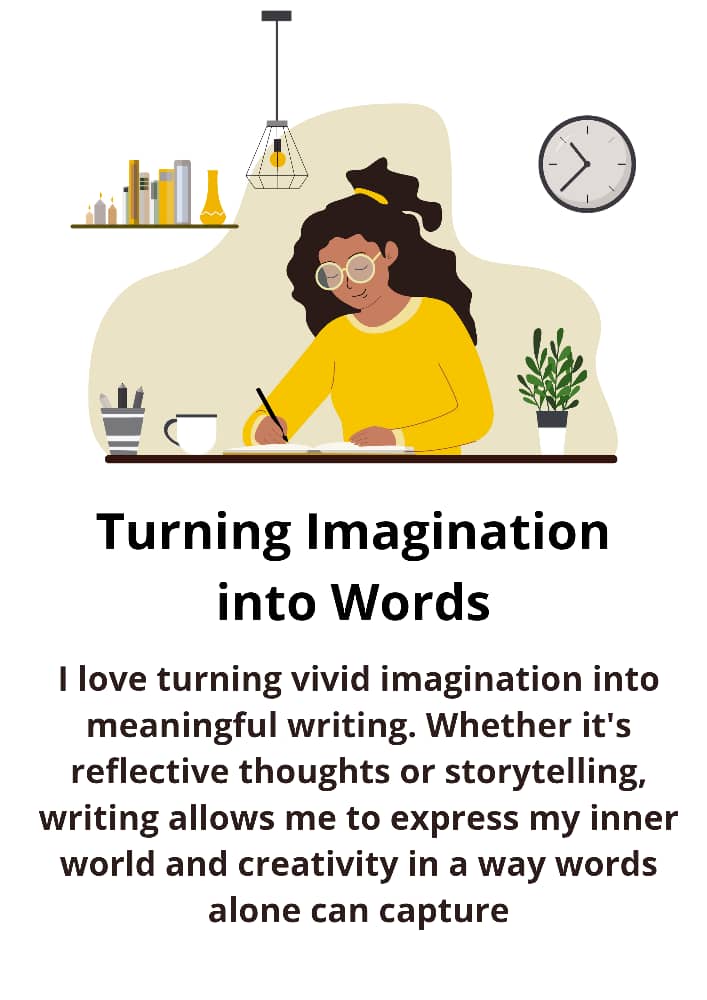 Turning Imagination
into Words
I love turning vivid imagination into
meaningful writing. Whether it's
reflective thoughts or storytelling,
writing allows me to express my inner
world and creativity in a way words
alone can capture